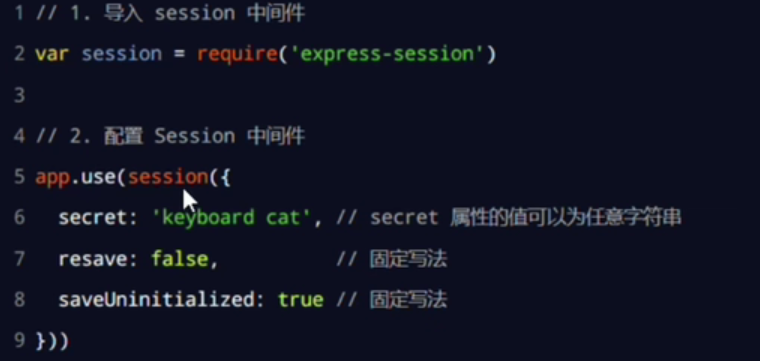 1 // 1. 导入 session 中间件
2 var session = require('express-session')
3
4 // 2. 配置 Session 中间件
5 app.use(session({
6   secret: 'keyboard cat', // secret 属性的值可以为任意字符串
7   resave: false,          // 固定写法
8   saveUninitialized: true // 固定写法
9 }))